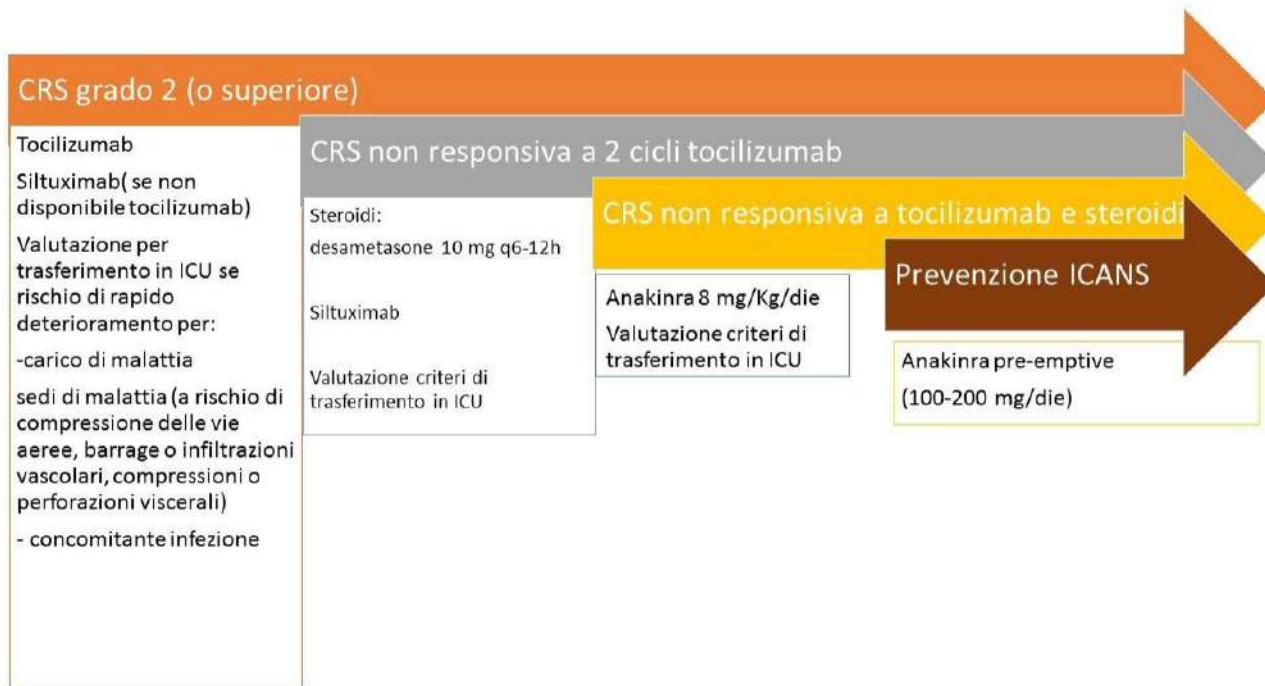 CRS grado 2 (o superiore)
Tocilizumab
Siltuximab( se non
disponibile tocilizumab)
Valutazione per
trasferimento in ICU se
rischio di rapido
deterioramento per:
-carico di malattia
sedi di malattia (a rischio di
compressione delle vie
aeree, barrage o infiltrazioni
vascolari, compressioni o
perforazioni viscerali)
- concomitante infezione
CRS non responsiva a 2 cicli tocilizumab
Steroidi:
desametasone 10 mg q6-12h
Siltuximab
Valutazione criteri di
trasferimento in ICU
CRS non responsiva a tocilizumab e steroidi
Anakinra 8 mg/Kg/die
Valutazione criteri di
trasferimento in ICU
Prevenzione ICANS
Anakinra pre-emptive
(100-200 mg/die)